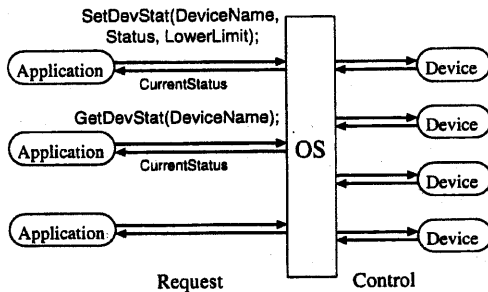 SetDevStat(DeviceName,
Status, LowerLimit);
Application
CurrentStatus
Device
GetDevStat(DeviceName);
Device
Application
CurrentStatus
OS
Device
Application
Device
Request
Control